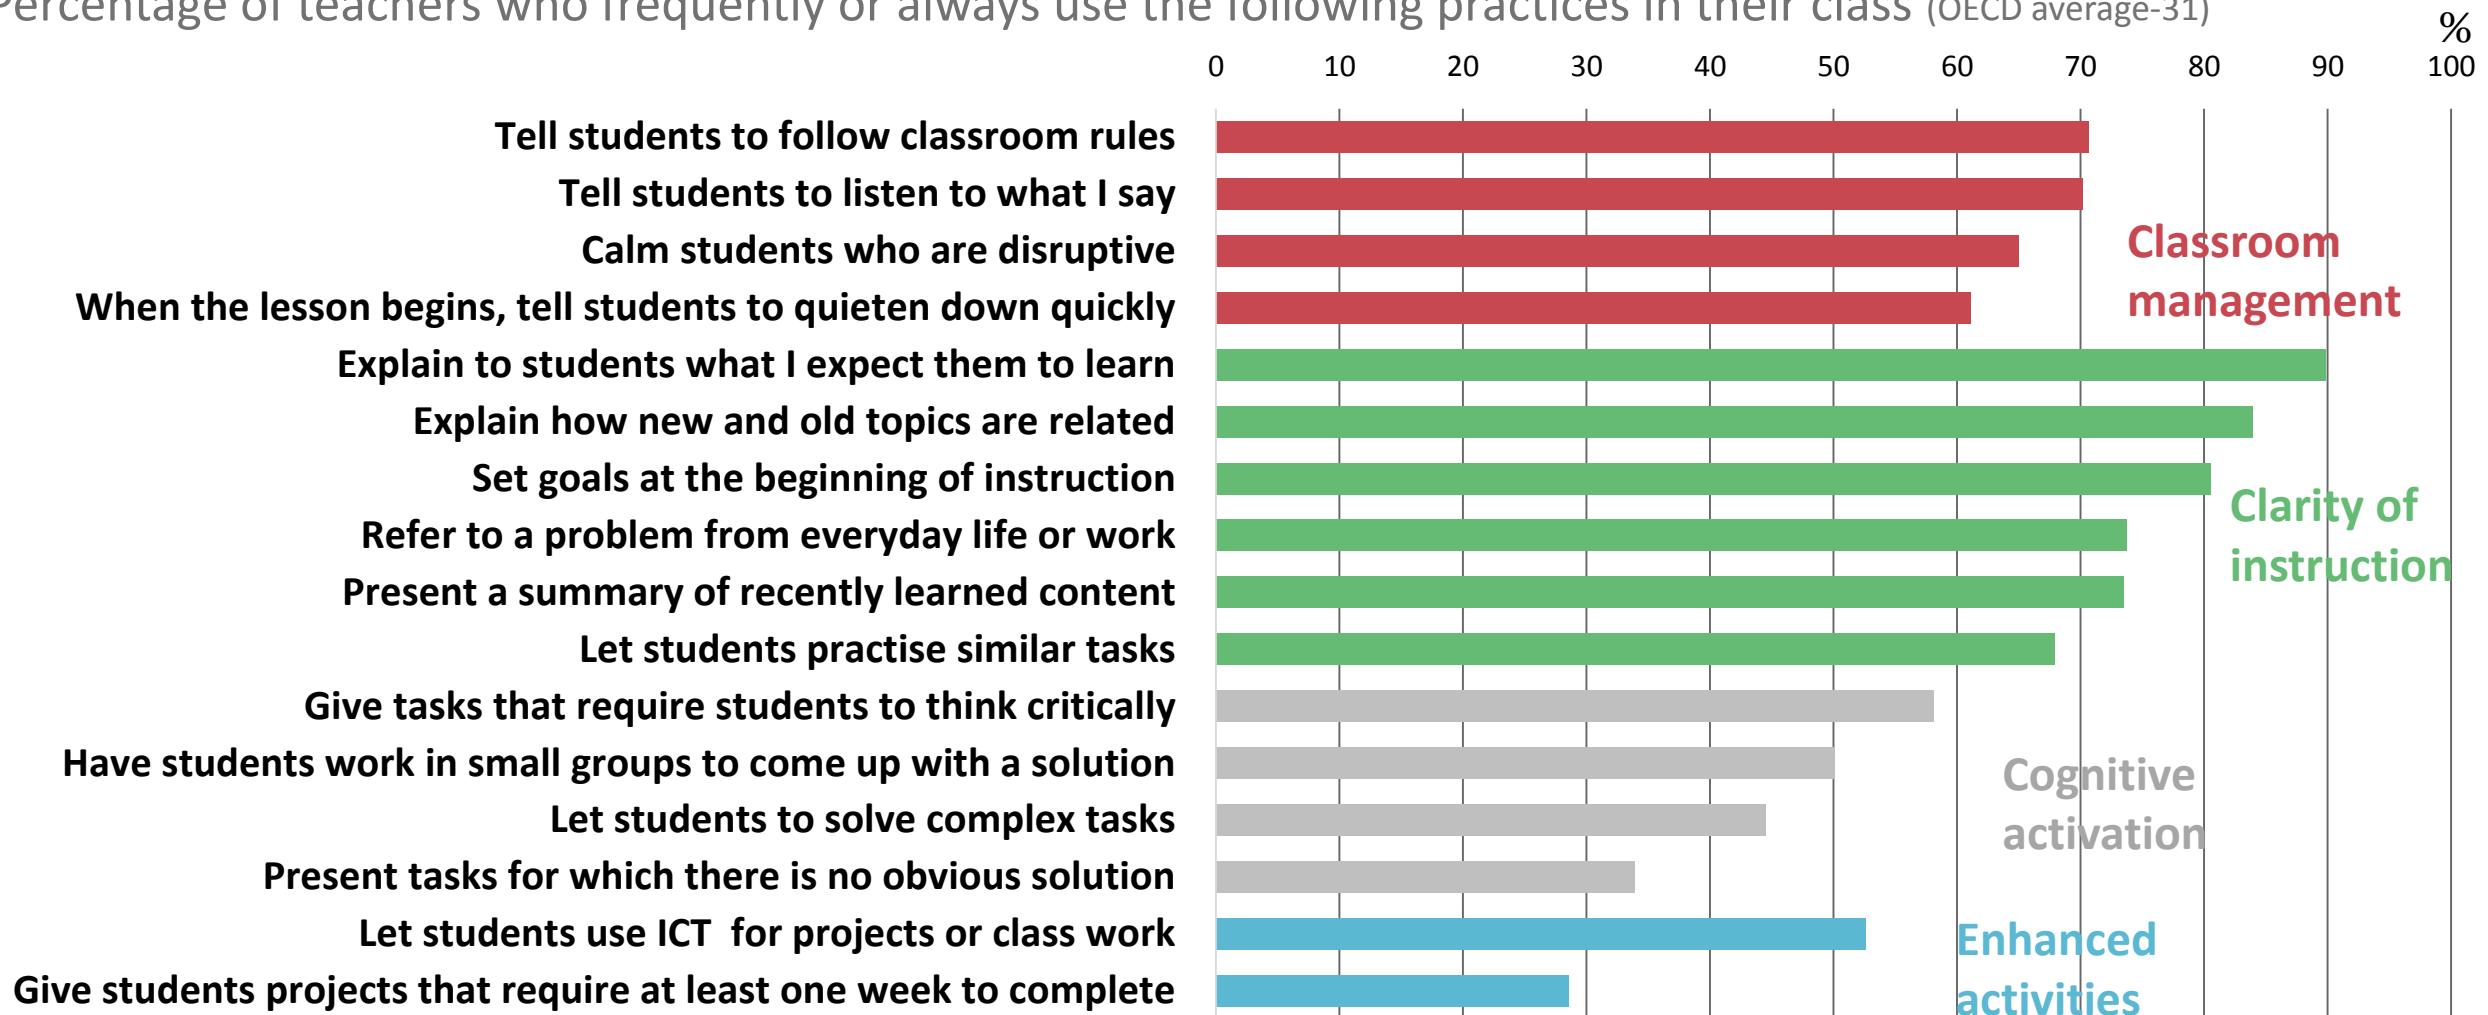 Percentage of teachers who frequently or always use the following practices in their class (OECD average-31)
%
0 10 20 30 40 50 60 70 80 90 100
Tell students to follow classroom rules
Tell students to listen to what I say
Calm students who are disruptive
When the lesson begins, tell students to quieten down quickly
Classroom
management
Explain to students what I expect them to learn
Explain how new and old topics are related
Set goals at the beginning of instruction
Refer to a problem from everyday life or work
Present a summary of recently learned content
Let students practise similar tasks
Clarity of
instruction
Give tasks that require students to think critically
Have students work in small groups to come up with a solution
Let students to solve complex tasks
Present tasks for which there is no obvious solution
Cognitive
activation
Let students use ICT  for projects or class work
Give students projects that require at least one week to complete
Enhanced
activities